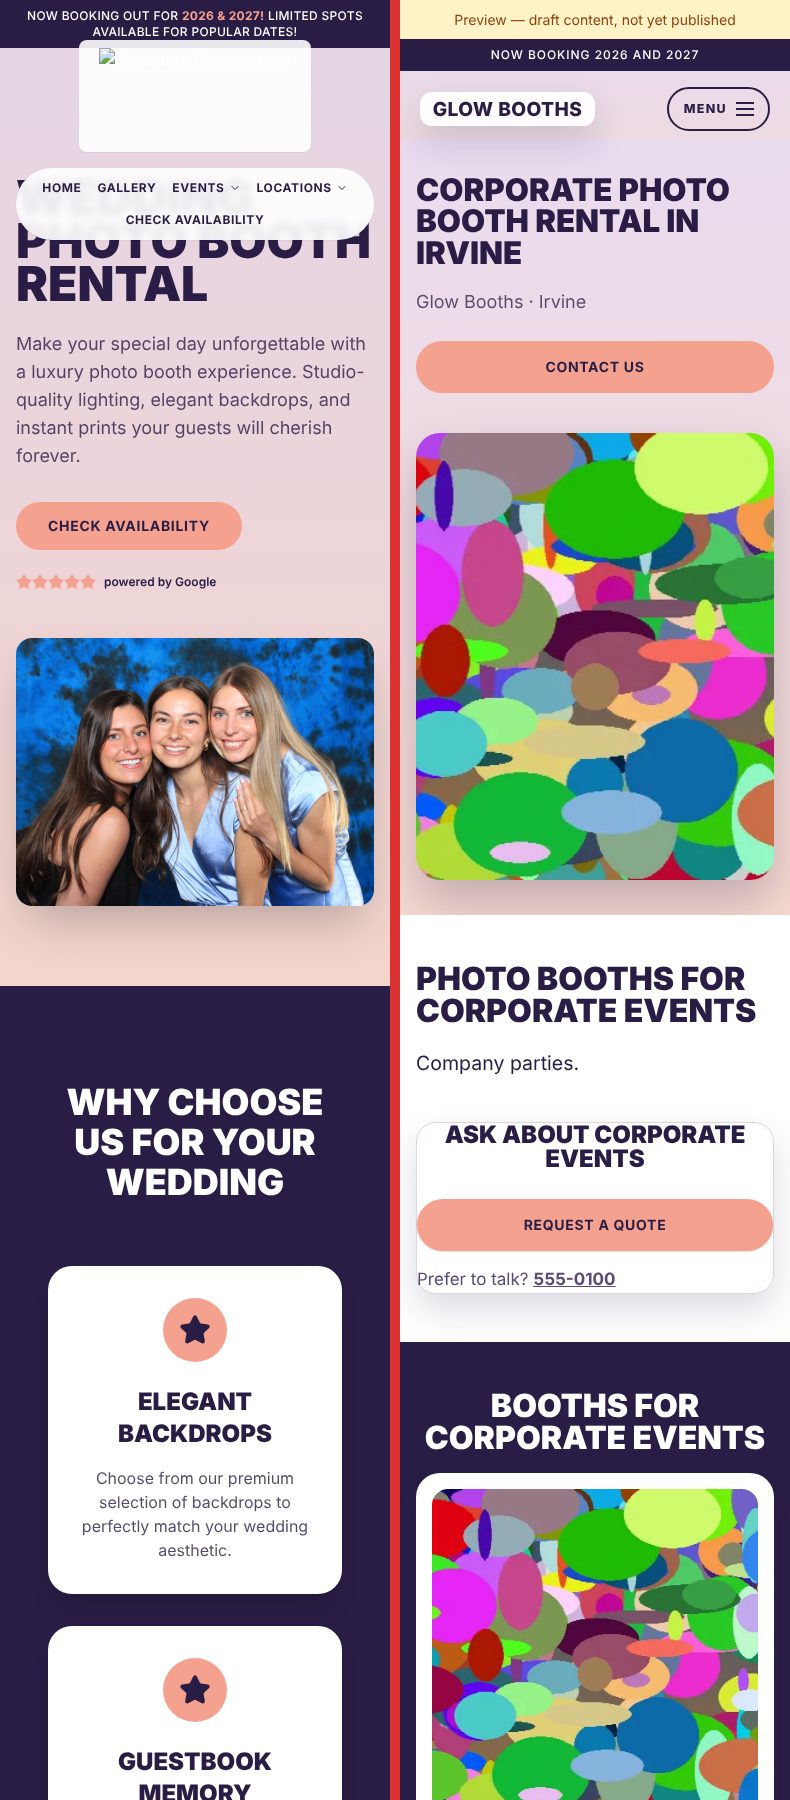 NOW BOOKING OUT FOR 2026 & 2027! LIMITED SPOTS
AVAILABLE FOR POPULAR DATES!
HOME GALLERY EVENTS LOCATIONS
CHECK AVAILABILITY
WEDDING
PHOTO BOOTH
RENTAL
Make your special day unforgettable with
a luxury photo booth experience. Studio-
quality lighting, elegant backdrops, and
instant prints your guests will cherish
forever.
CHECK AVAILABILITY
powered by Google
WHY CHOOSE
US FOR YOUR
WEDDING
ELEGANT
BACKDROPS
Choose from our premium
selection of backdrops to
perfectly match your wedding
aesthetic.
GUESTBOOK
MEMORY
Preview — draft content, not yet published
NOW BOOKING 2026 AND 2027
GLOW BOOTHS
MENU
CORPORATE PHOTO
BOOTH RENTAL IN
IRVINE
Glow Booths · Irvine
CONTACT US
PHOTO BOOTHS FOR
CORPORATE EVENTS
Company parties.
ASK ABOUT CORPORATE
EVENTS
REQUEST A QUOTE
Prefer to talk? 555-0100
BOOTHS FOR
CORPORATE EVENTS